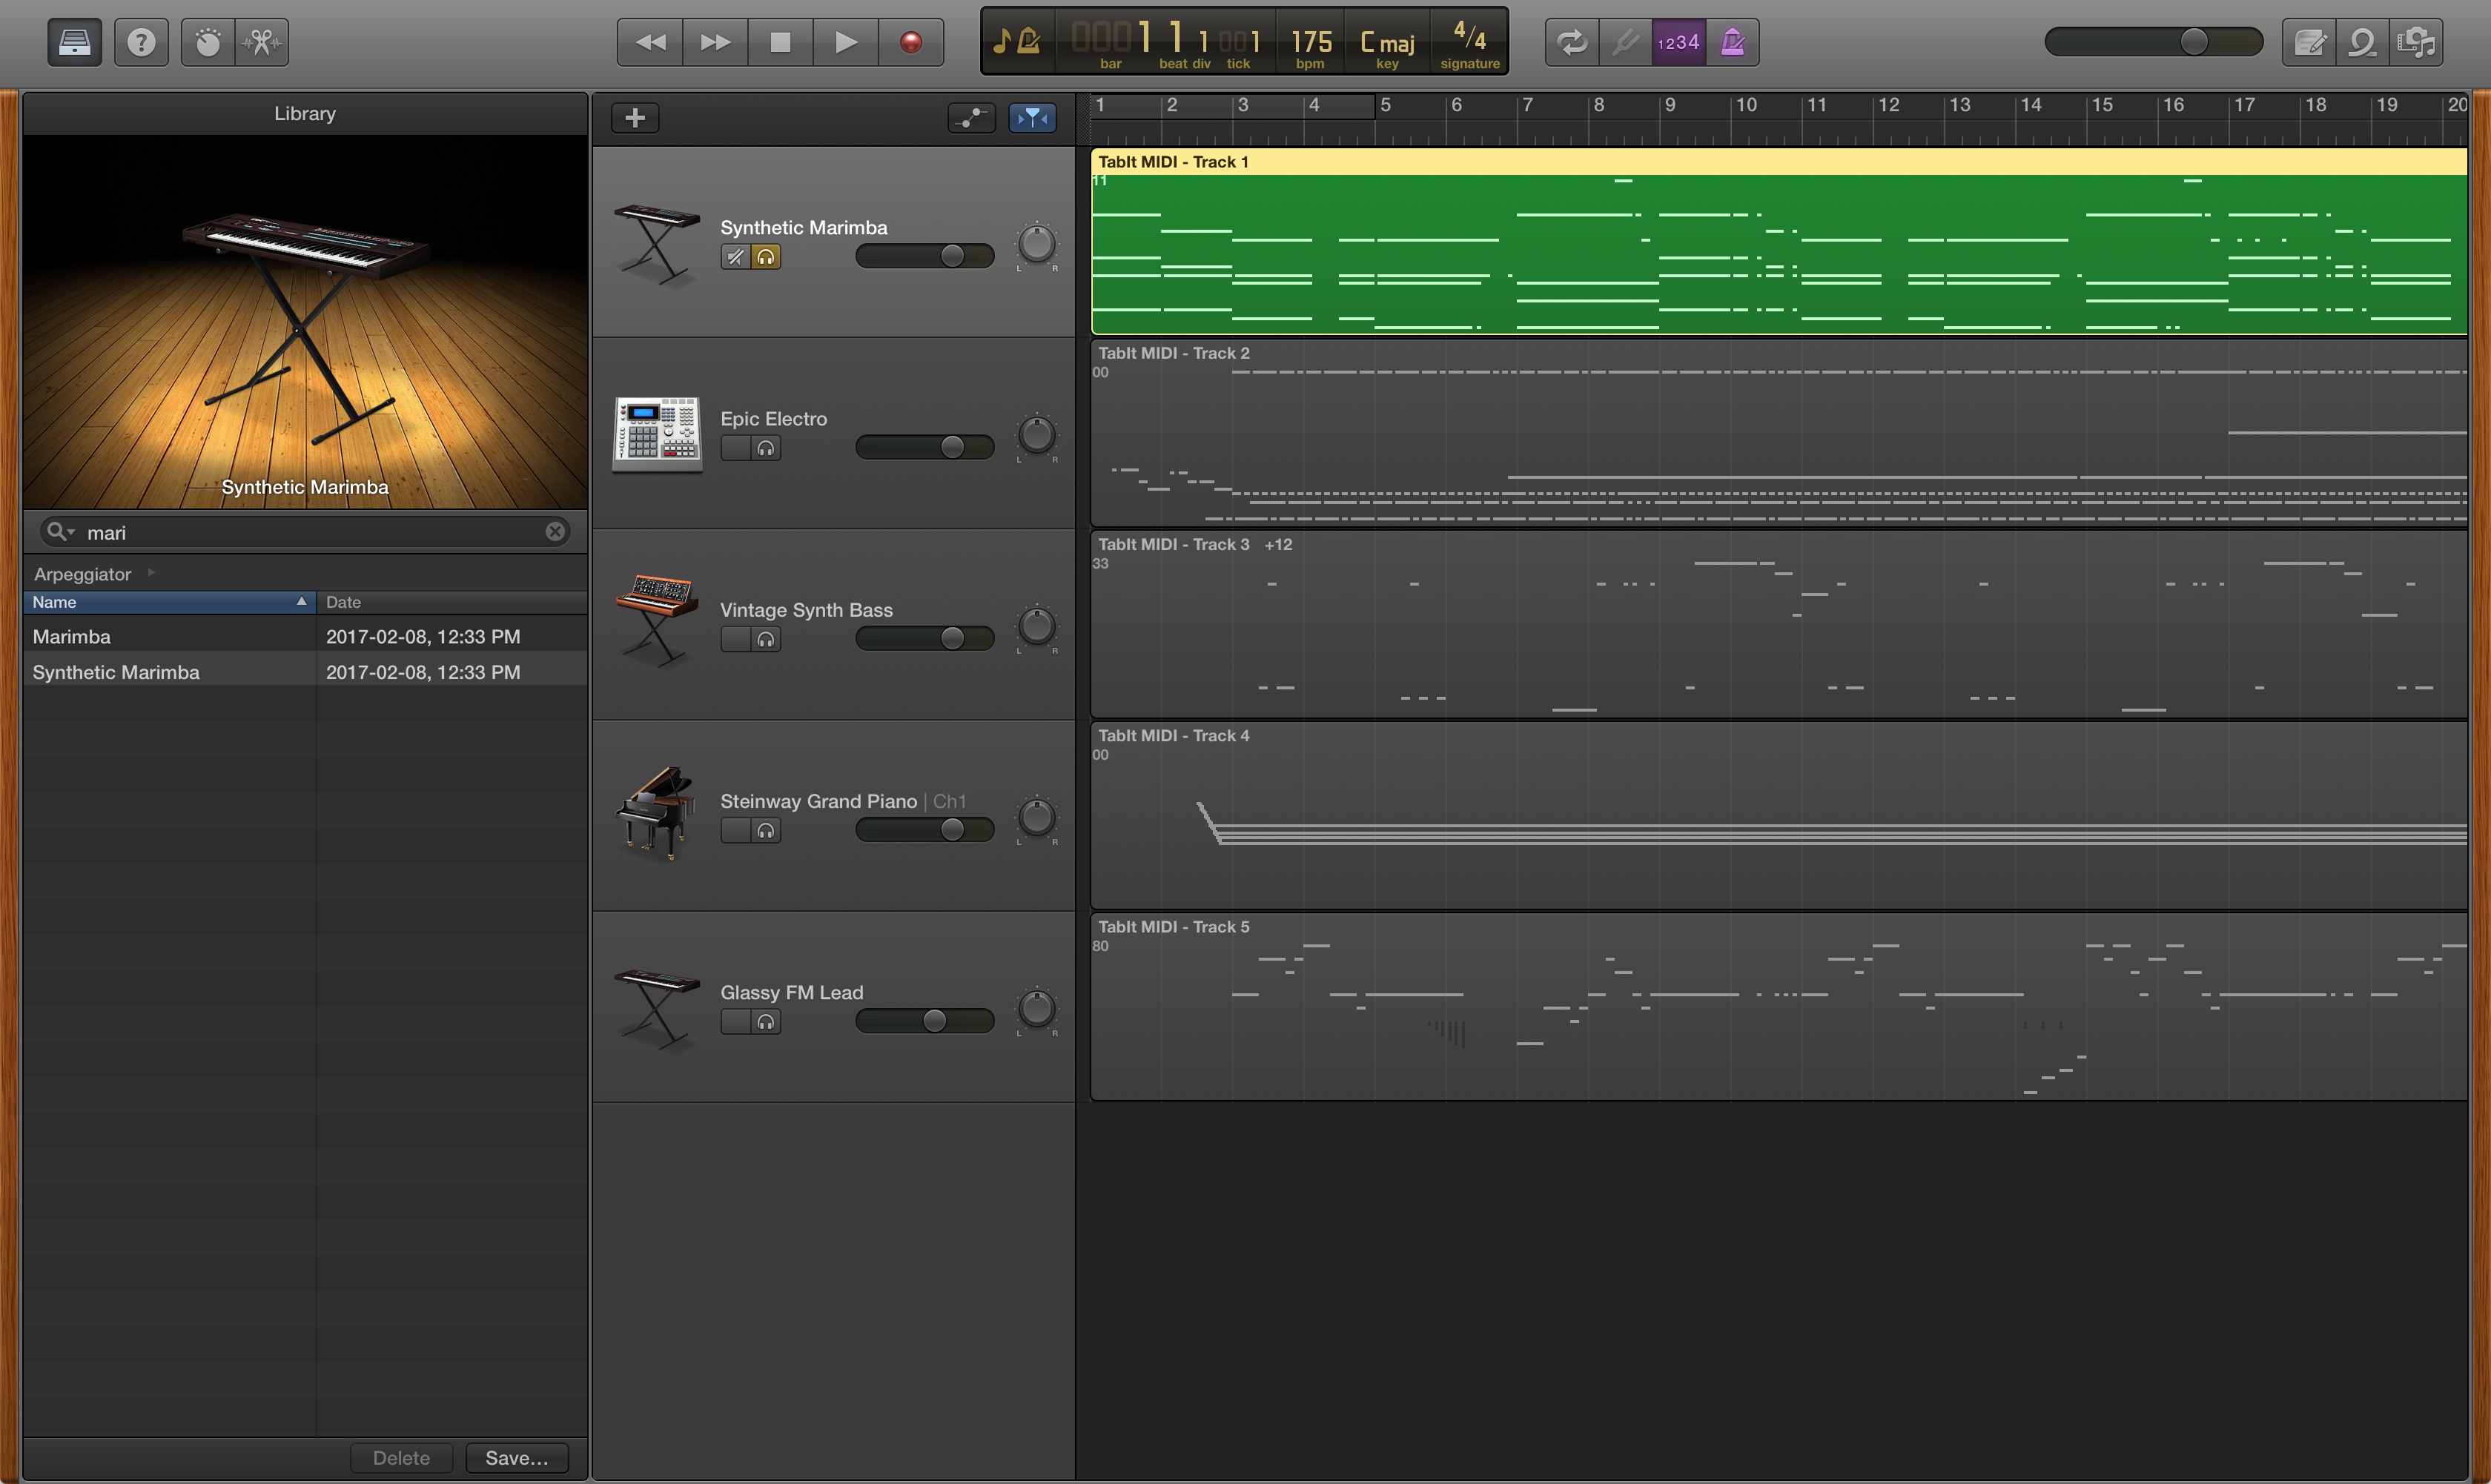 000 1 1 1 001 175 C maj 4/4
bar beat div tick bpm key signature
1234
Library
Synthetic Marimba
mari
Arpeggiator
Name Date
Marimba 2017-02-08, 12:33 PM
Synthetic Marimba 2017-02-08, 12:33 PM
Delete Save...
1 2 3 4 5 6 7 8 9 10 11 12 13 14 15 16 17 18 19 20
Synthetic Marimba
L R
TabIt MIDI - Track 1
11
Epic Electro
L R
TabIt MIDI - Track 2
00
Vintage Synth Bass
L R
TabIt MIDI - Track 3 +12
33
Steinway Grand Piano | Ch1
L R
TabIt MIDI - Track 4
00
Glassy FM Lead
L R
TabIt MIDI - Track 5
80